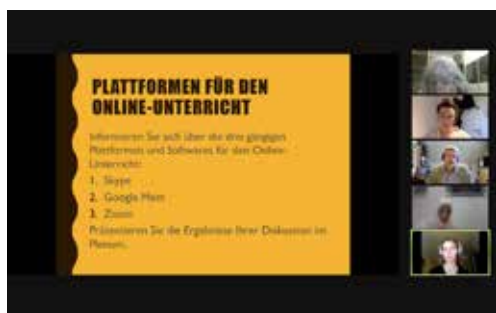 PLATTFORMEN FÜR DEN
ONLINE-UNTERRICHT
Informieren Sie sich über die drei gängigen
Plattformen und Softwares für den Online-
Unterricht:
1. Skype
2. Google Meet
3. Zoom
Präsentieren Sie die Ergebnisse Ihrer Diskussion im
Plenum.